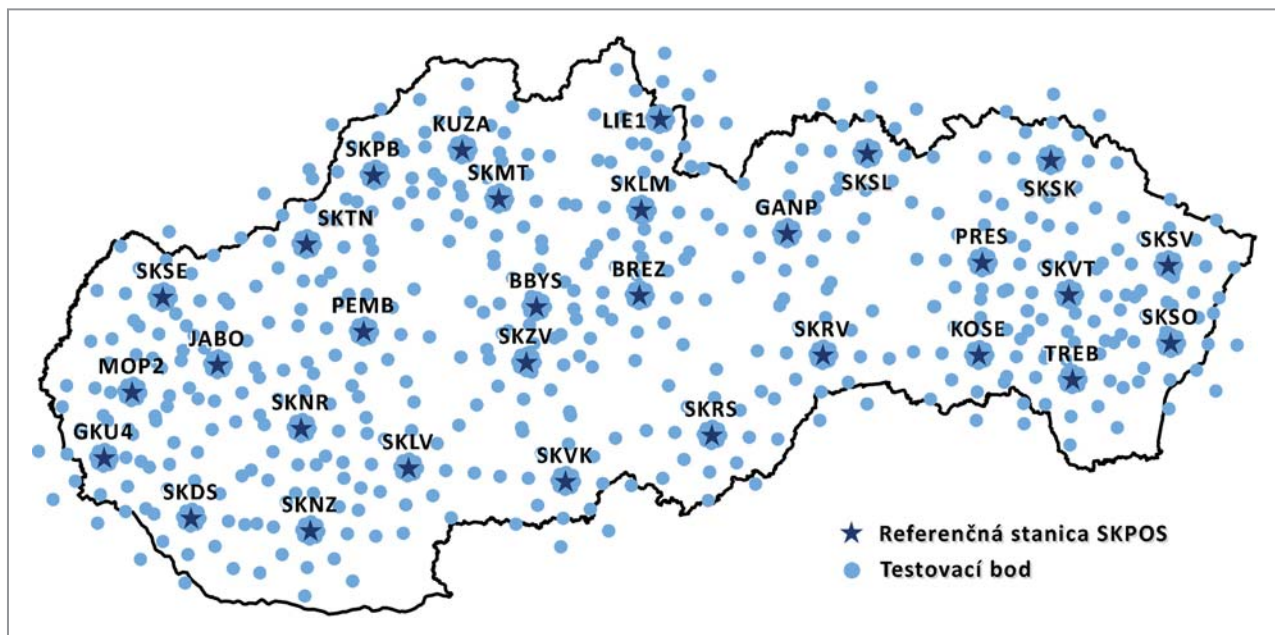 LIE1
KUZA
SKPB
SKMT
SKSL
SKSK
SKLM
GANP
SKTN
PRES
SKSV
SKSE
BBYS
BREZ
SKVT
PEMB
JABO
SKZV
SKRV
KOSE
SKSO
TREB
MOP2
SKNR
SKRS
GKU4
SKLV
SKVK
SKDS
SKNZ
Referenčná stanica SKPOS
Testovací bod